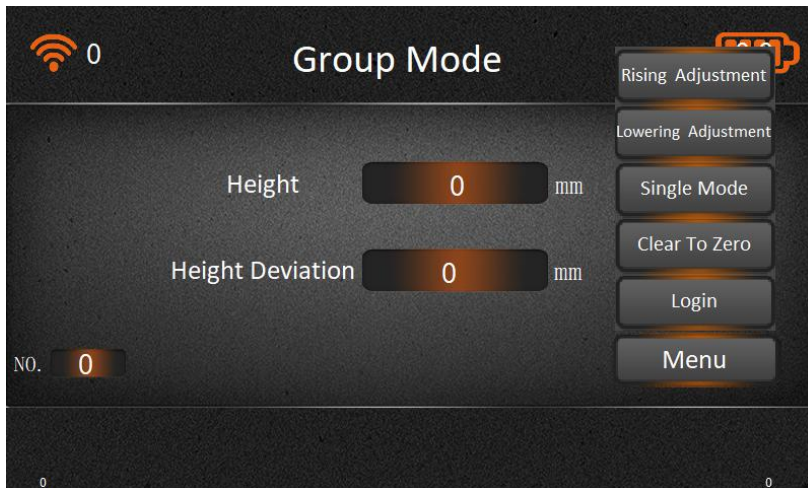 0
Group Mode
Rising Adjustment
Lowering Adjustment
Height 0 mm
Single Mode
Clear To Zero
Height Deviation 0 mm
Login
NO. 0
Menu
0
0